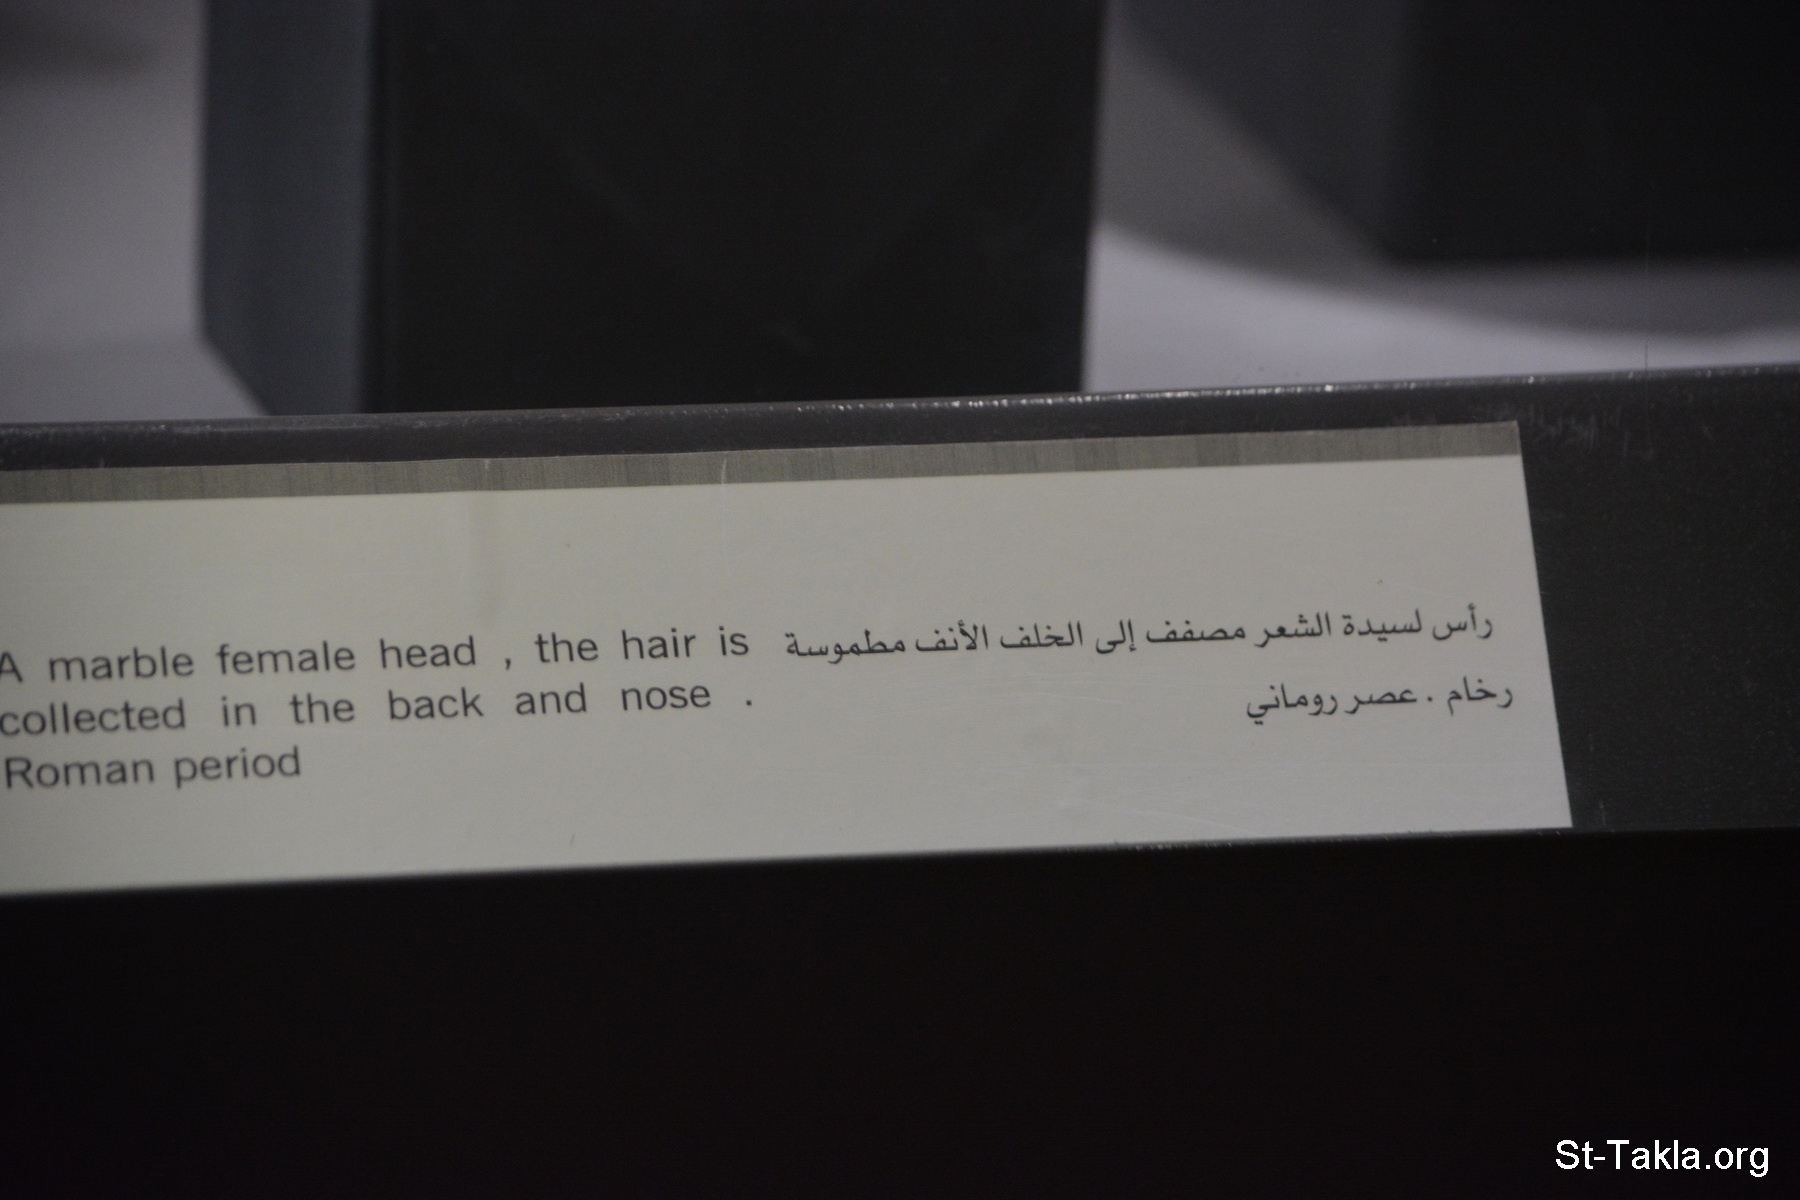 A marble female head , the hair is
collected in the back and nose .
Roman period
رأس لسيدة الشعر مصفف إلى الخلف الأنف مطموسة
رخام . عصر روماني
St-Takla.org